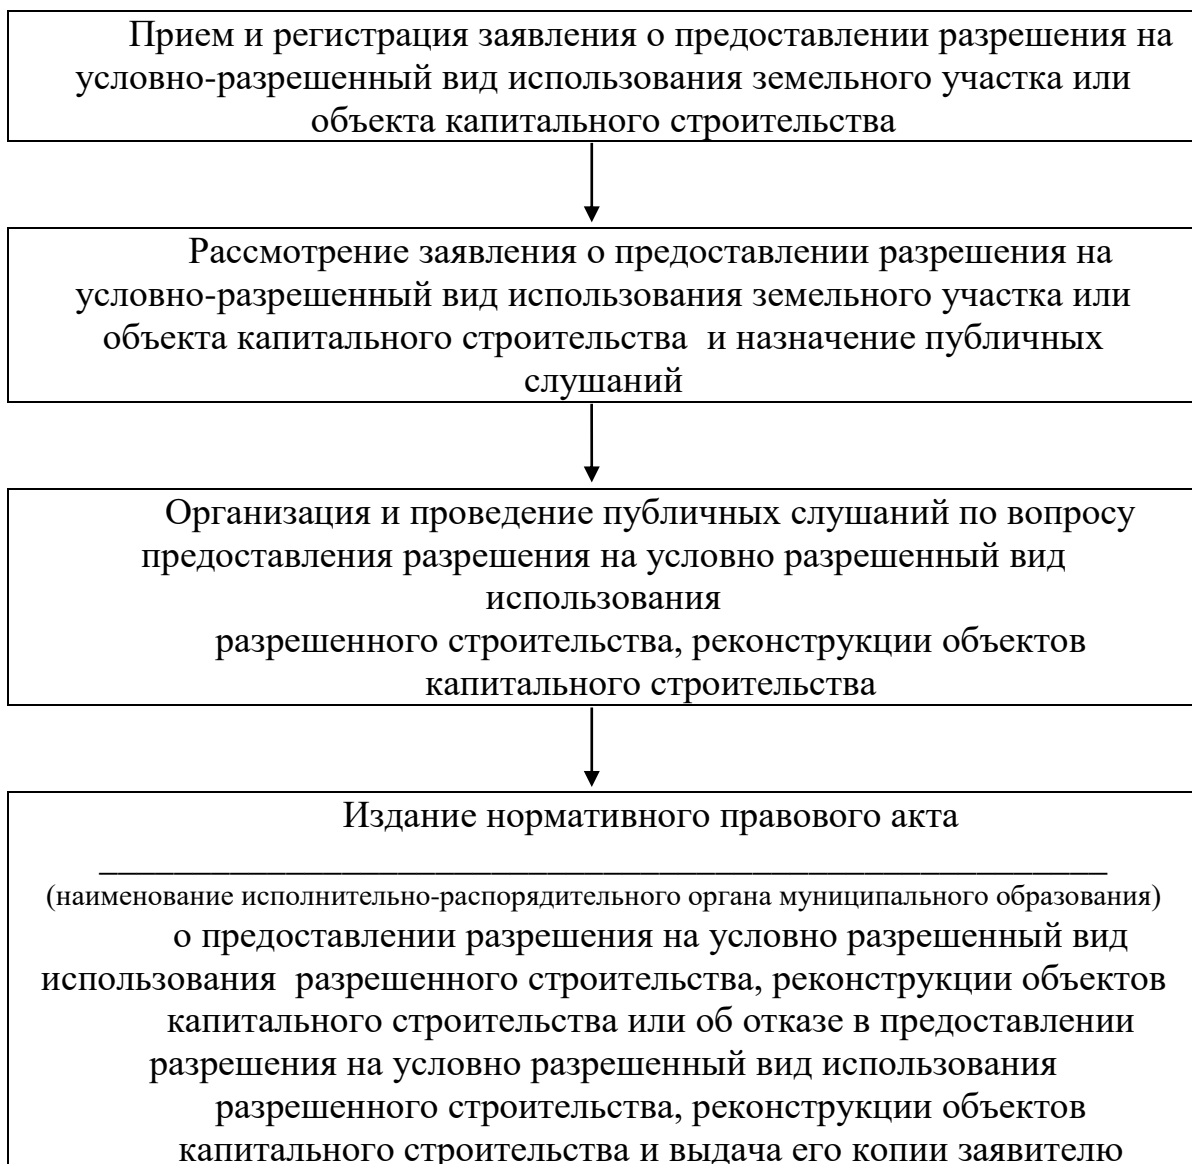 Прием и регистрация заявления о предоставлении разрешения на
условно-разрешенный вид использования земельного участка или
объекта капитального строительства
Рассмотрение заявления о предоставлении разрешения на
условно-разрешенный вид использования земельного участка или
объекта капитального строительства  и назначение публичных
слушаний
Организация и проведение публичных слушаний по вопросу
предоставления разрешения на условно разрешенный вид
использования
разрешенного строительства, реконструкции объектов
капитального строительства
Издание нормативного правового акта
______________________________________________________
(наименование исполнительно-распорядительного органа муниципального образования)
о предоставлении разрешения на условно разрешенный вид
использования  разрешенного строительства, реконструкции объектов
капитального строительства или об отказе в предоставлении
разрешения на условно разрешенный вид использования
разрешенного строительства, реконструкции объектов
капитального строительства и выдача его копии заявителю